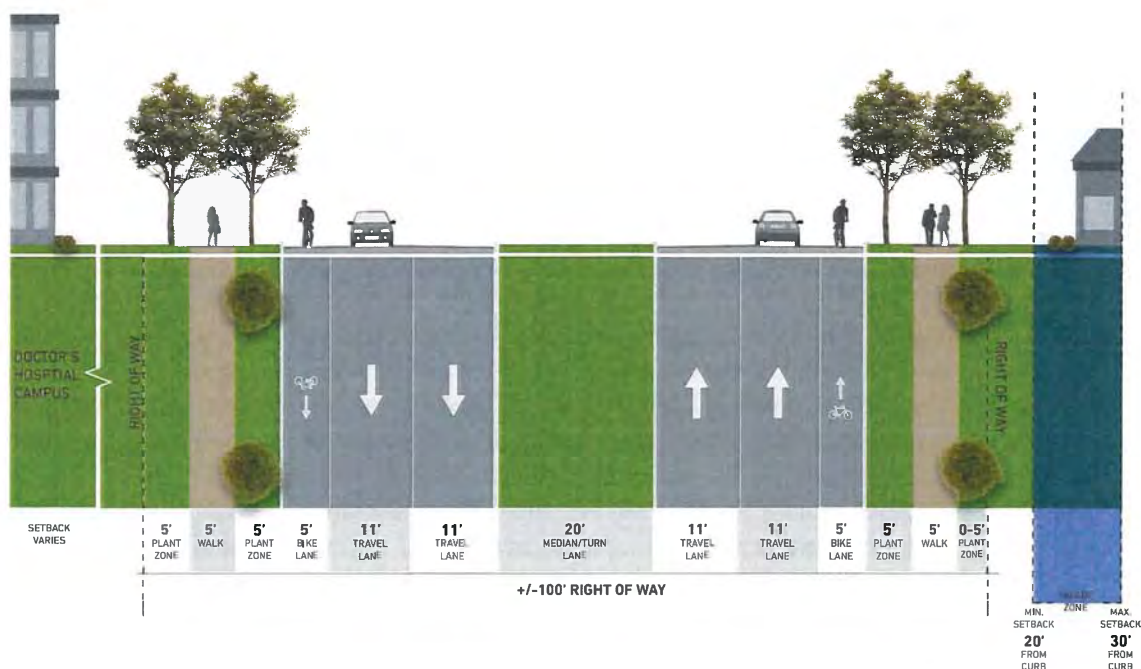 DOCTOR'S
HOSPTIAL
CAMPUS
RIGHT OF WAY
RIGHT OF WAY
SETBACK
VARIES
5'
PLANT
ZONE
5'
WALK
5'
PLANT
ZONE
5'
BIKE
LANE
11'
TRAVEL
LANE
11'
TRAVEL
LANE
20'
MEDIAN/TURN
LANE
11'
TRAVEL
LANE
11'
TRAVEL
LANE
5'
BIKE
LANE
5'
PLANT
ZONE
5'
WALK
0-5'
PLANT
ZONE
+/-100' RIGHT OF WAY
ZONE
MIN.
SETBACK
20'
FROM
CURB
MAX.
SETBACK
30'
FROM
CURB